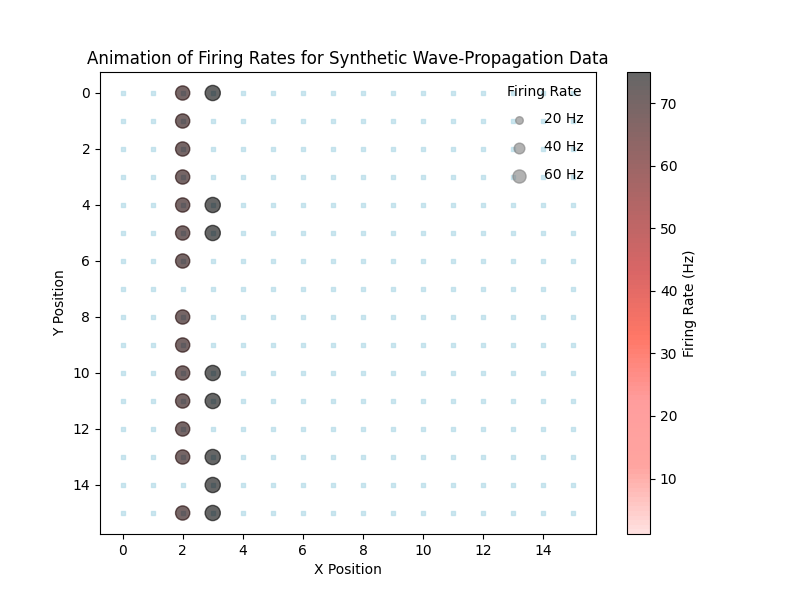 Animation of Firing Rates for Synthetic Wave-Propagation Data
Firing Rate
20 Hz
40 Hz
60 Hz
0
2
4
6
8
10
12
14
Y Position
0
2
4
6
8
10
12
14
X Position
70
60
50
40
30
20
10
Firing Rate (Hz)